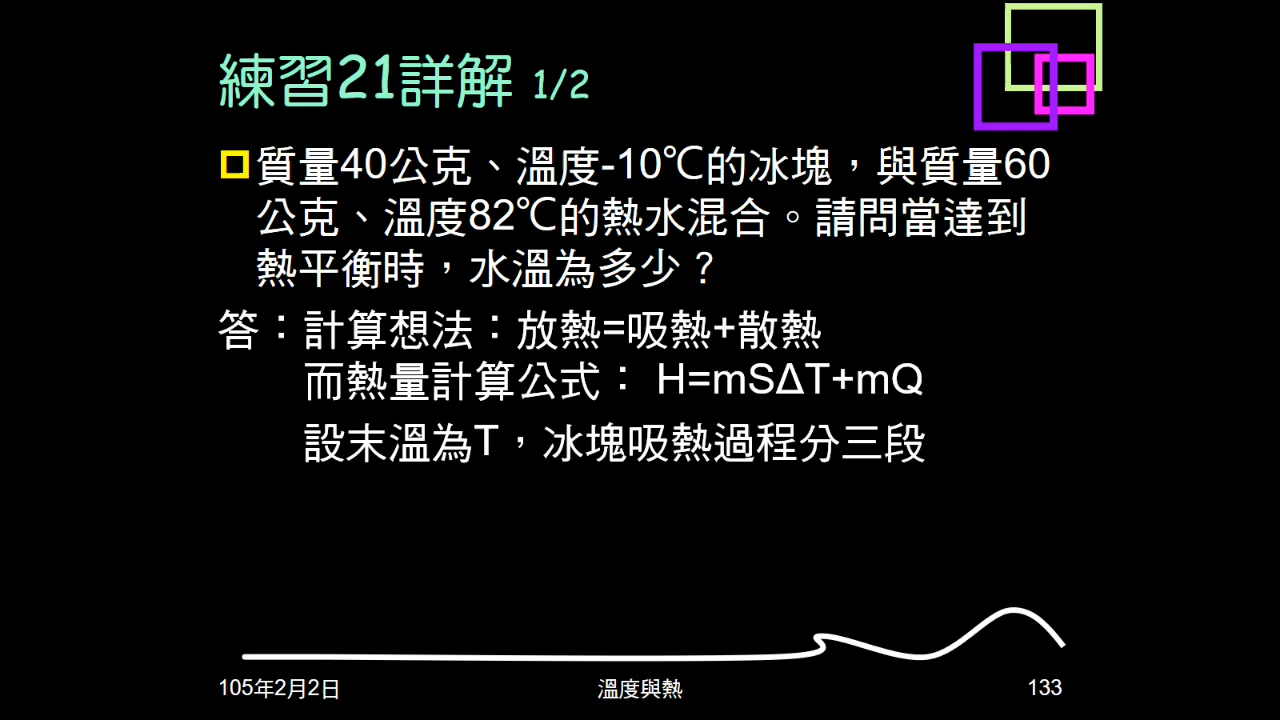 練習21詳解 1/2
質量40公克、溫度-10℃的冰塊，與質量60
公克、溫度82℃的熱水混合。請問當達到
熱平衡時，水溫為多少？
答：計算想法：放熱=吸熱+散熱
而熱量計算公式： H=mSΔT+mQ
設末溫為T，冰塊吸熱過程分三段
105年2月2日
溫度與熱
133